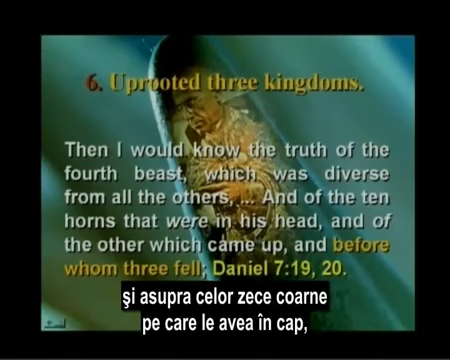 6. Uprooted three kingdoms.
Then I would know the truth of the
fourth beast, which was diverse
from all the others, ... And of the ten
horns that were in his head, and of
the other which came up, and before
whom three fell; Daniel 7:19, 20.
şi asupra celor zece coarne
pe care le avea în cap,